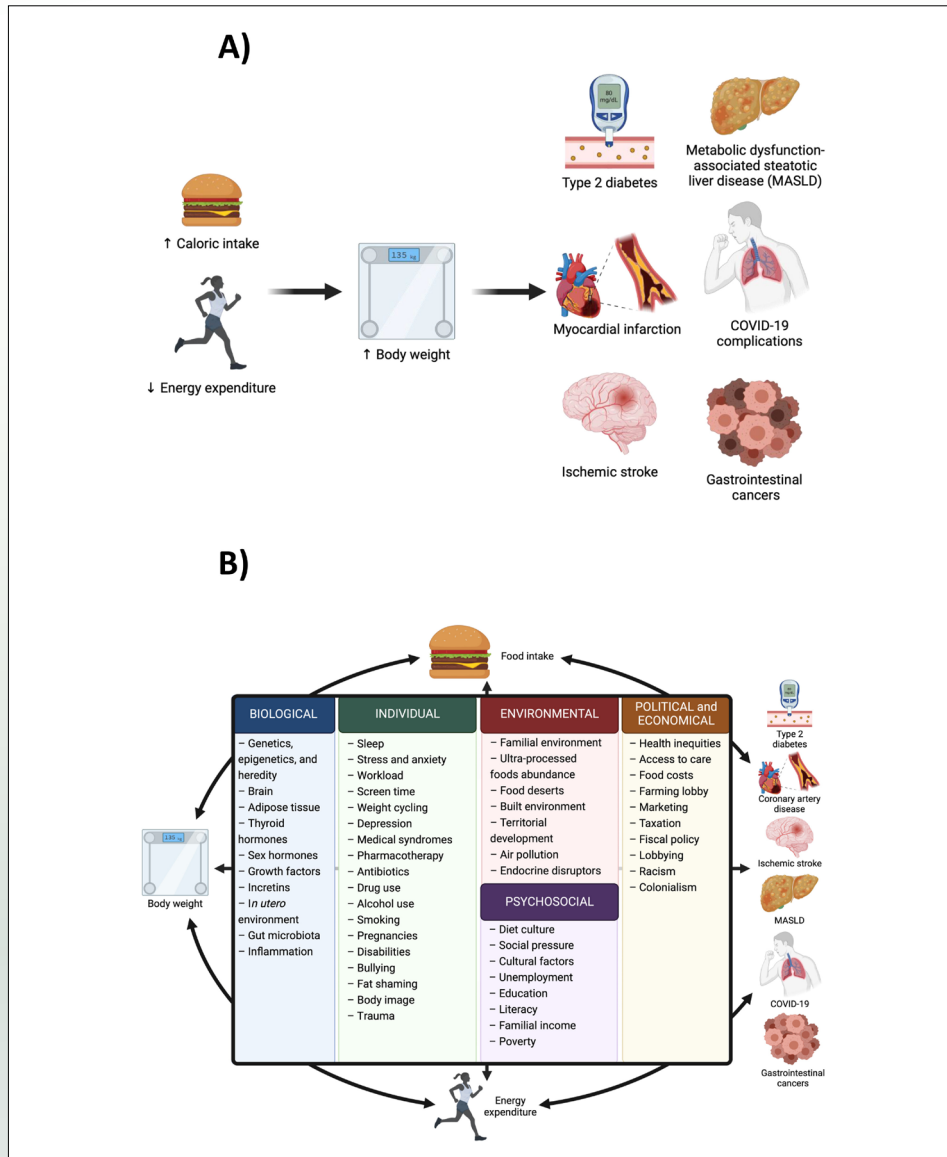 A)
80
mg/dL
Type 2 diabetes
Metabolic dysfunction-
associated steatotic
liver disease (MASLD)
↑ Caloric intake
135 kg
↓ Energy expenditure
↑ Body weight
Myocardial infarction
COVID-19
complications
Ischemic stroke
Gastrointestinal
cancers
B)
Food intake
BIOLOGICAL
– Genetics,
epigenetics, and
heredity
– Brain
– Adipose tissue
– Thyroid
hormones
– Sex hormones
– Growth factors
– Incretins
– In utero
environment
– Gut microbiota
– Inflammation
INDIVIDUAL
– Sleep
– Stress and anxiety
– Workload
– Screen time
– Weight cycling
– Depression
– Medical syndromes
– Pharmacotherapy
– Antibiotics
– Drug use
– Alcohol use
– Smoking
– Pregnancies
– Disabilities
– Bullying
– Fat shaming
– Body image
– Trauma
ENVIRONMENTAL
– Familial environment
– Ultra-processed
foods abundance
– Food deserts
– Built environment
– Territorial
development
– Air pollution
– Endocrine disruptors
PSYCHOSOCIAL
– Diet culture
– Social pressure
– Cultural factors
– Unemployment
– Education
– Literacy
– Familial income
– Poverty
POLITICAL and
ECONOMICAL
– Health inequities
– Access to care
– Food costs
– Farming lobby
– Marketing
– Taxation
– Fiscal policy
– Lobbying
– Racism
– Colonialism
135 kg
Body weight
Type 2
diabetes
Coronary artery
disease
Ischemic stroke
MASLD
COVID-19
Gastrointestinal
cancers
Energy
expenditure